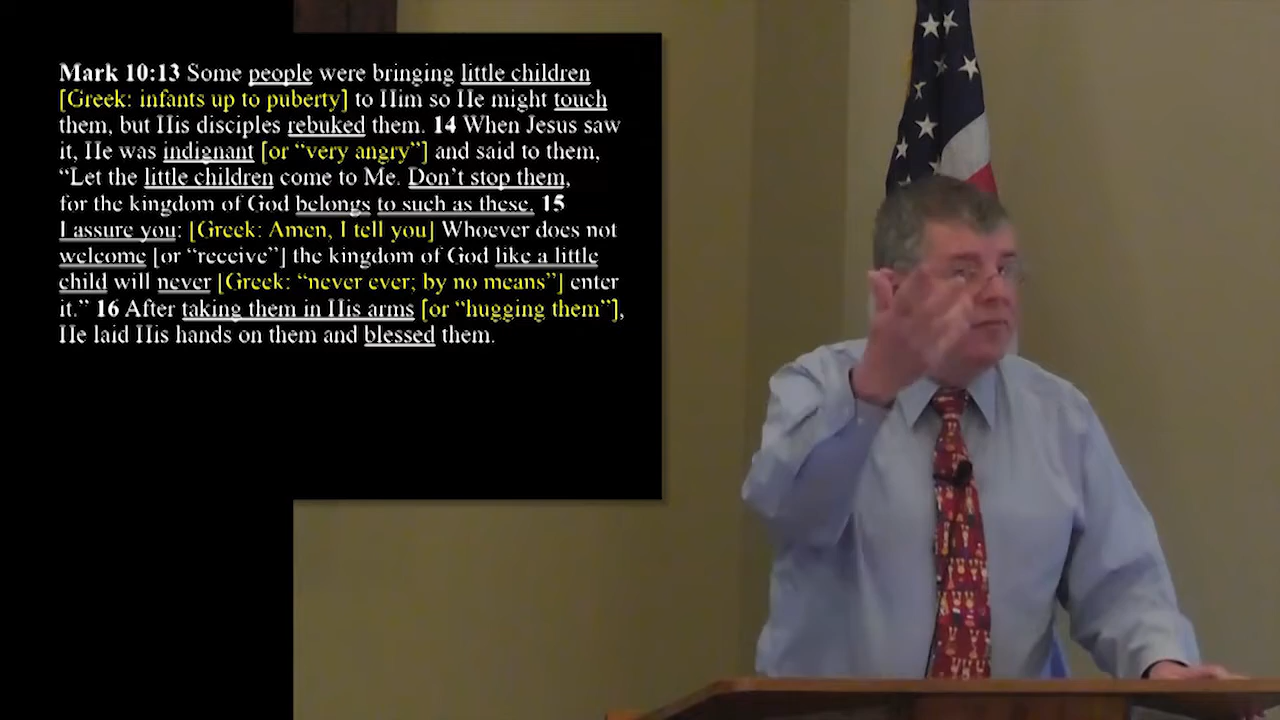 Mark 10:13 Some people were bringing little children
[Greek: infants up to puberty] to Him so He might touch
them, but His disciples rebuked them. 14 When Jesus saw
it, He was indignant [or “very angry”] and said to them,
“Let the little children come to Me. Don’t stop them,
for the kingdom of God belongs to such as these. 15
I assure you: [Greek: Amen, I tell you] Whoever does not
welcome [or “receive”] the kingdom of God like a little
child will never [Greek: “never ever; by no means”] enter
it.” 16 After taking them in His arms [or “hugging them”],
He laid His hands on them and blessed them.